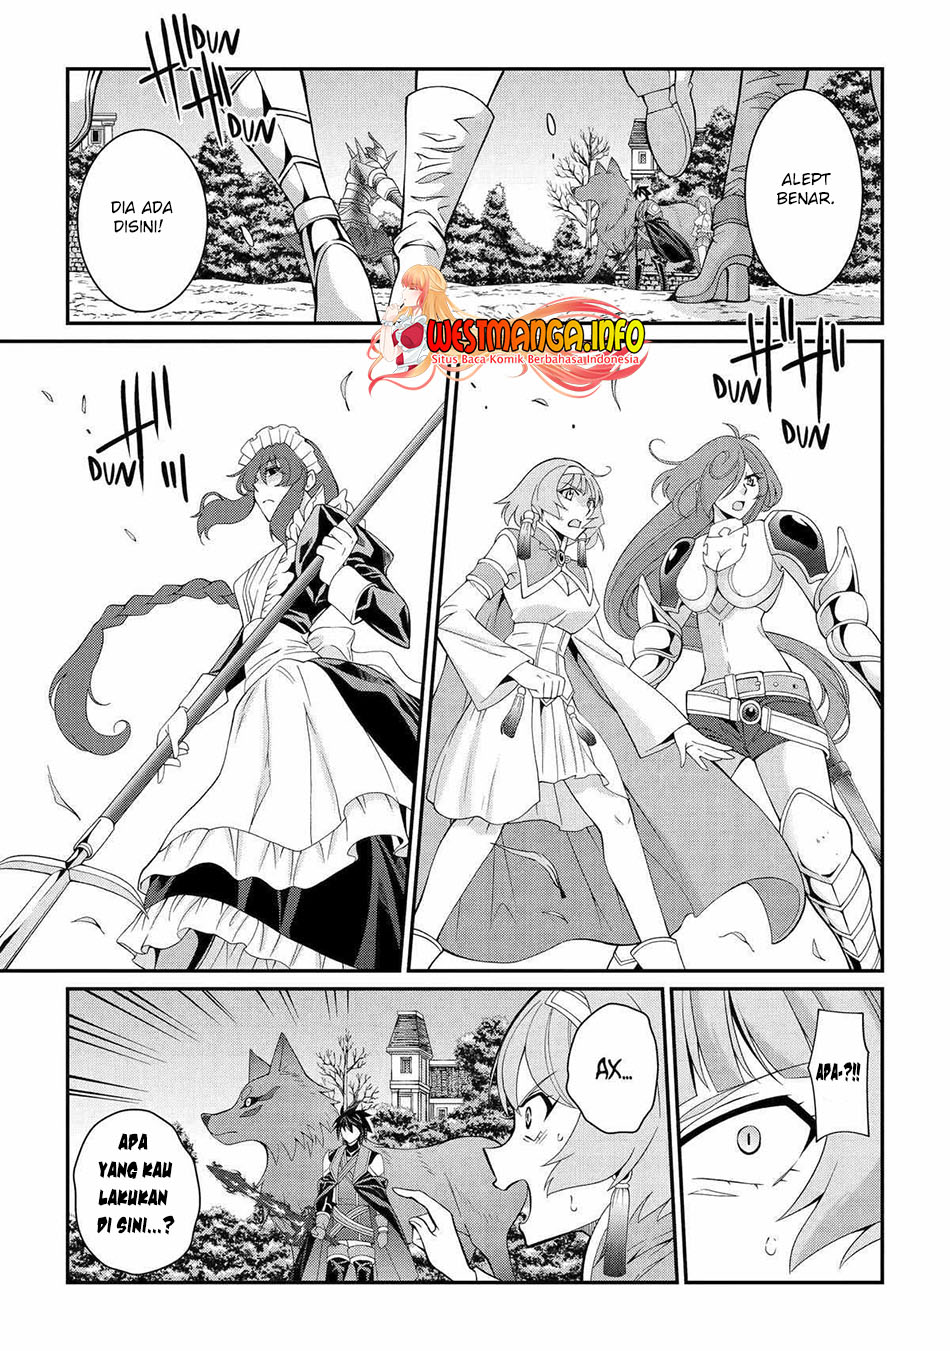 DUN
DUN
ALEPT
BENAR.
DIA ADA
DISINI!
WESTMANGA.INFO
Situs Baca Komik Berbahasa Indonesia
DUN
DUN
DUN
APA-?!!
AX...
APA
YANG KAU
LAKUKAN
DI SINI...?